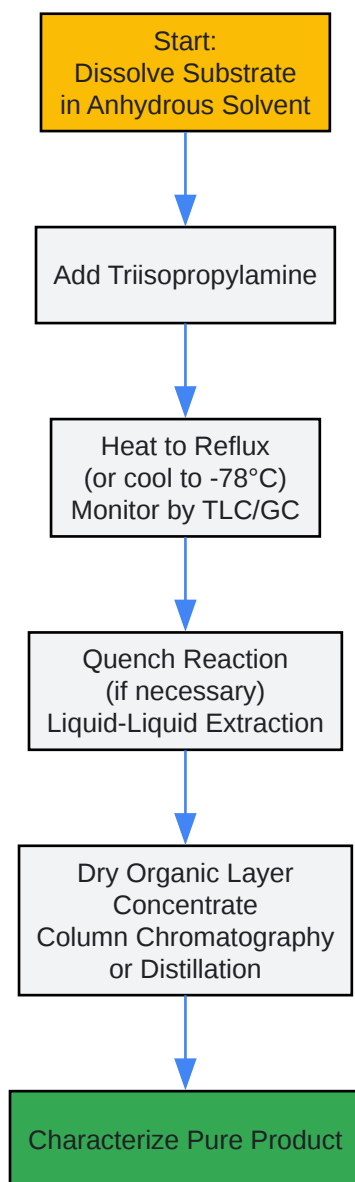 Start:
Dissolve Substrate
in Anhydrous Solvent
Add Triisopropylamine
Heat to Reflux
(or cool to -78°C)
Monitor by TLC/GC
Quench Reaction
(if necessary)
Liquid-Liquid Extraction
Dry Organic Layer
Concentrate
Column Chromatography
or Distillation
Characterize Pure Product